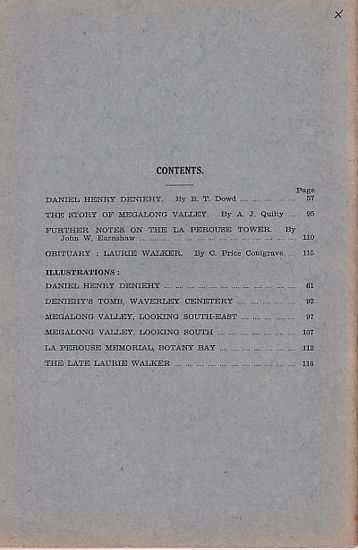 x
CONTENTS.
Page
DANIEL HENRY DENIEHY. By B. T. Dowd ... ... ... ... ... 57
THE STORY OF MEGALONG VALLEY. By A. J. Quilty ... 95
FURTHER NOTES ON THE LA PEROUSE TOWER. By
John W. Earnshaw ... ... ... ... ... ... ... ... ... ... ... 110
OBITUARY : LAURIE WALKER. By C. Price Conigrave ... 115
ILLUSTRATIONS :
DANIEL HENRY DENIEHY ... ... ... ... ... ... ... ... ... 61
DENIEHY'S TOMB, WAVERLEY CEMETERY ... ... ... ... 92
MEGALONG VALLEY, LOOKING SOUTH-EAST ... ... ... ... 97
MEGALONG VALLEY, LOOKING SOUTH ... ... ... ... ... ... 107
LA PEROUSE MEMORIAL, BOTANY BAY ... ... ... ... ... ... 112
THE LATE LAURIE WALKER ... ... ... ... ... ... ... ... ... 116